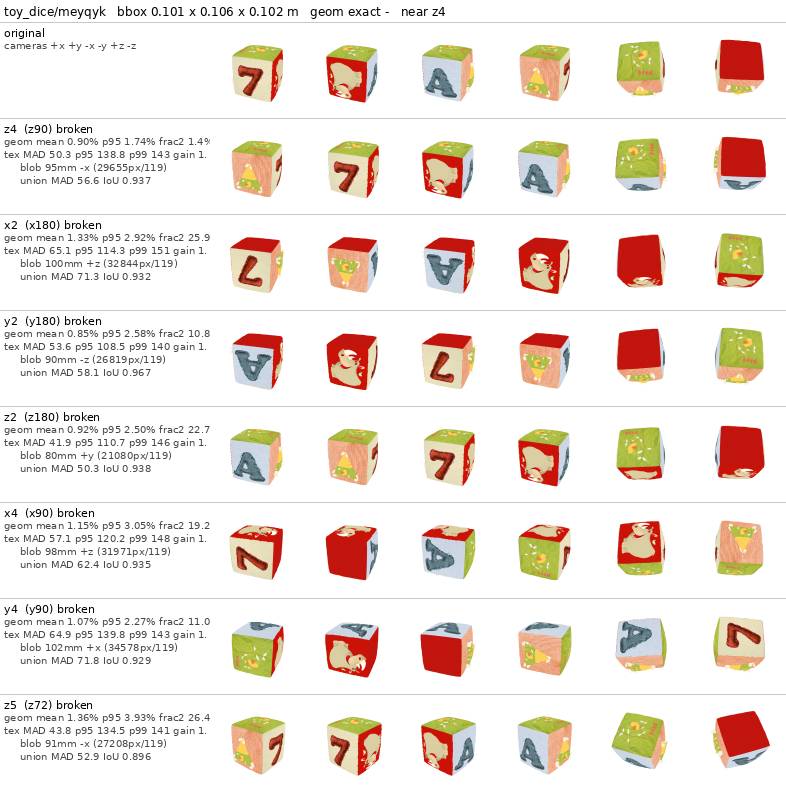 toy_dice/meyqyk bbox 0.101 x 0.106 x 0.102 m geom exact - near z4
original
cameras +x +y -x -y +z -z
7 A 7
z4 (z90) broken
geom mean 0.90% p95 1.74% frac2 1.4%
tex MAD 50.3 p95 138.8 p99 143 gain 1.
blob 95mm -x (29655px/119)
union MAD 56.6 IoU 0.937
7 A
x2 (x180) broken
geom mean 1.33% p95 2.92% frac2 25.9
tex MAD 65.1 p95 114.3 p99 151 gain 1.
blob 100mm +z (32844px/119)
union MAD 71.3 IoU 0.932
7 A
y2 (y180) broken
geom mean 0.85% p95 2.58% frac2 10.8
tex MAD 53.6 p95 108.5 p99 140 gain 1.
blob 90mm -z (26819px/119)
union MAD 58.1 IoU 0.967
A 7
z2 (z180) broken
geom mean 0.92% p95 2.50% frac2 22.7
tex MAD 41.9 p95 110.7 p99 146 gain 1.
blob 80mm +y (21080px/119)
union MAD 50.3 IoU 0.938
A 7
x4 (x90) broken
geom mean 1.15% p95 3.05% frac2 19.2
tex MAD 57.1 p95 120.2 p99 148 gain 1.
blob 98mm +z (31971px/119)
union MAD 62.4 IoU 0.935
7 A
y4 (y90) broken
geom mean 1.07% p95 2.27% frac2 11.0
tex MAD 64.9 p95 139.8 p99 143 gain 1.
blob 102mm +x (34578px/119)
union MAD 71.8 IoU 0.929
A A A 7
z5 (z72) broken
geom mean 1.36% p95 3.93% frac2 26.4
tex MAD 43.8 p95 134.5 p99 141 gain 1.
blob 91mm -x (27208px/119)
union MAD 52.9 IoU 0.896
7 7 A A